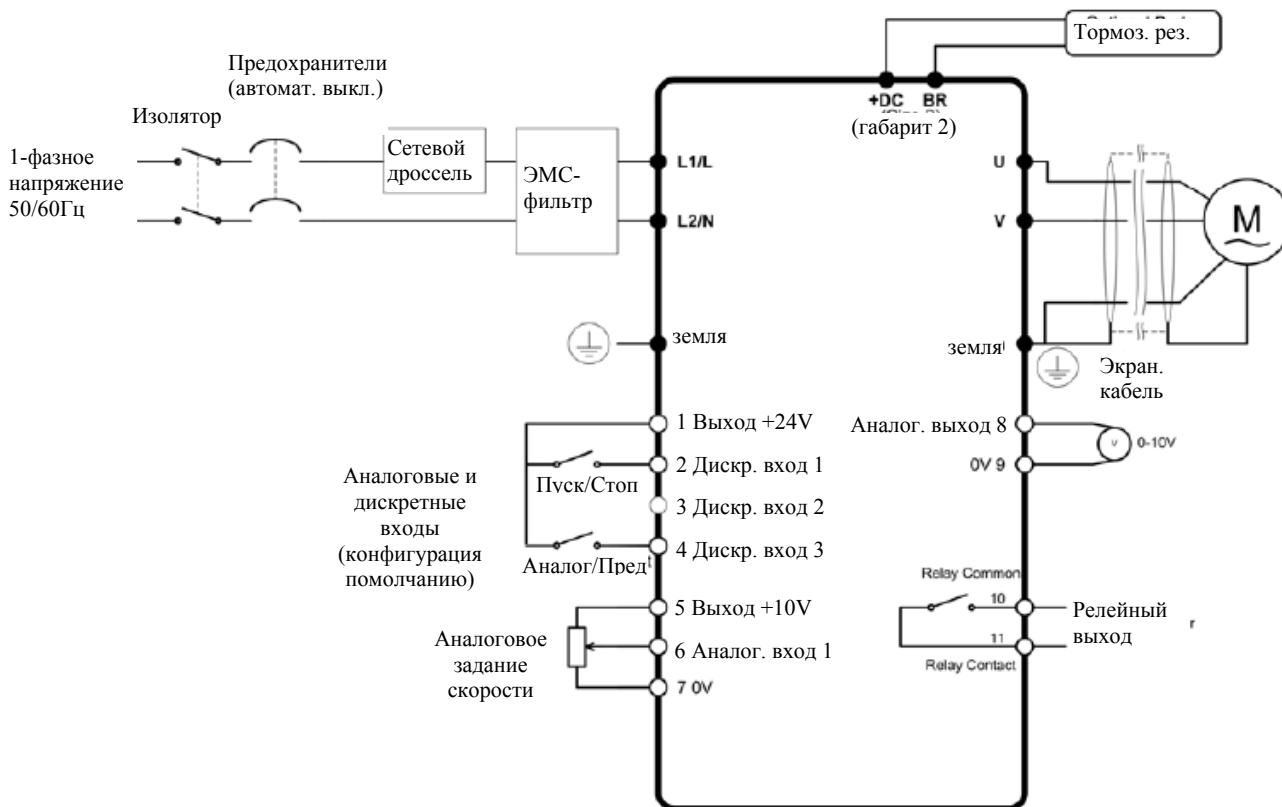 Тормоз. рез.
Предохранители
(автомат. выкл.)
+DC BR
(габарит 2)
Изолятор
1-фазное
напряжение
50/60Гц
Сетевой
дроссель
ЭМС-
фильтр
L1/L
L2/N
U
V
M
земля
земля
Экран.
кабель
1 Выход +24V
2 Дискр. вход 1
Пуск/Стоп
3 Дискр. вход 2
4 Дискр. вход 3
Аналог/Пред
Аналоговые и
дискретные
входы
(конфигурация
помолчанию)
5 Выход +10V
6 Аналог. вход 1
7 0V
Аналоговое
задание
скорости
Аналог. выход 8
0V 9
V
0-10V
Relay Common
10
11
Relay Contact
Релейный
выход
r